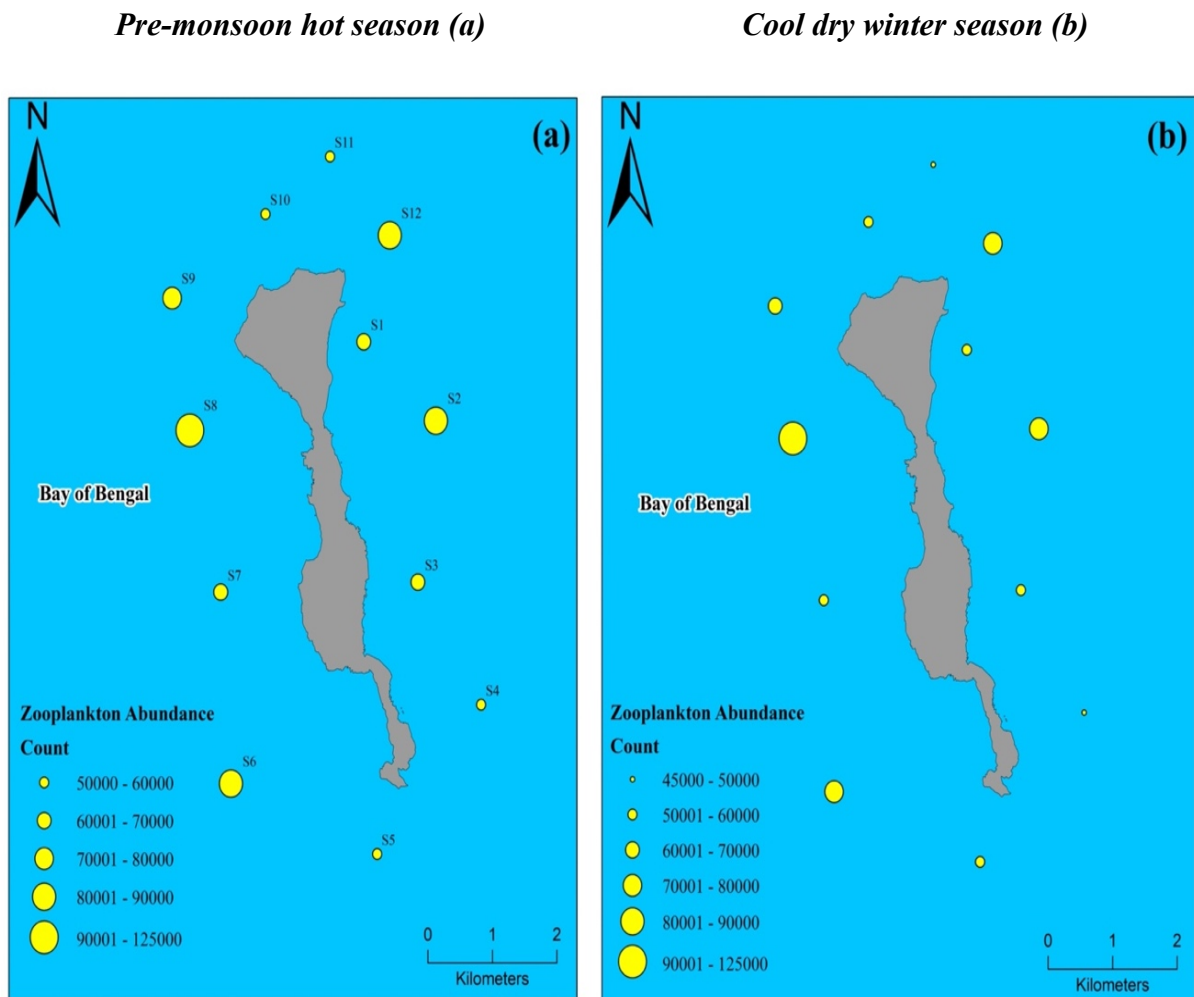 Pre-monsoon hot season (a)
Cool dry winter season (b)
N
(a)
S11
S10
S12
S9
S1
S8
S2
Bay of Bengal
S7
S3
S4
Zooplankton Abundance
Count
S6
50000 - 60000
60001 - 70000
S5
70001 - 80000
80001 - 90000
90001 - 125000
0 1 2
Kilometers
N
(b)
Bay of Bengal
Zooplankton Abundance
Count
45000 - 50000
50001 - 60000
60001 - 70000
70001 - 80000
80001 - 90000
90001 - 125000
0 1 2
Kilometers